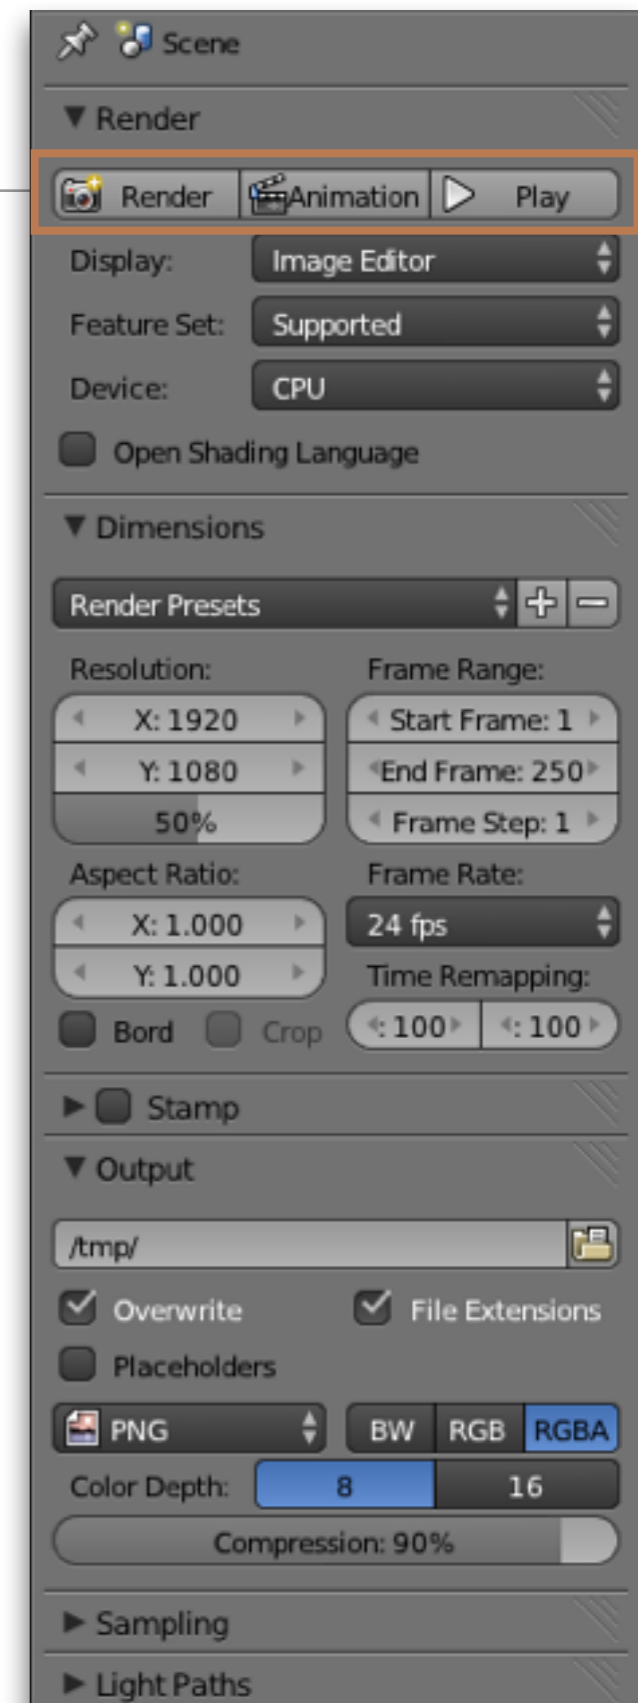 Scene
Render
Render Animation Play
Display: Image Editor
Feature Set: Supported
Device: CPU
Open Shading Language
Dimensions
Render Presets
Resolution: Frame Range:
X: 1920 Start Frame: 1
Y: 1080 End Frame: 250
50% Frame Step: 1
Aspect Ratio: Frame Rate:
X: 1.000 24 fps
Y: 1.000 Time Remapping:
Bord Crop : 100 : 100
Stamp
Output
/tmp/
Overwrite File Extensions
Placeholders
PNG BW RGB RGBA
Color Depth: 8 16
Compression: 90%
Sampling
Light Paths